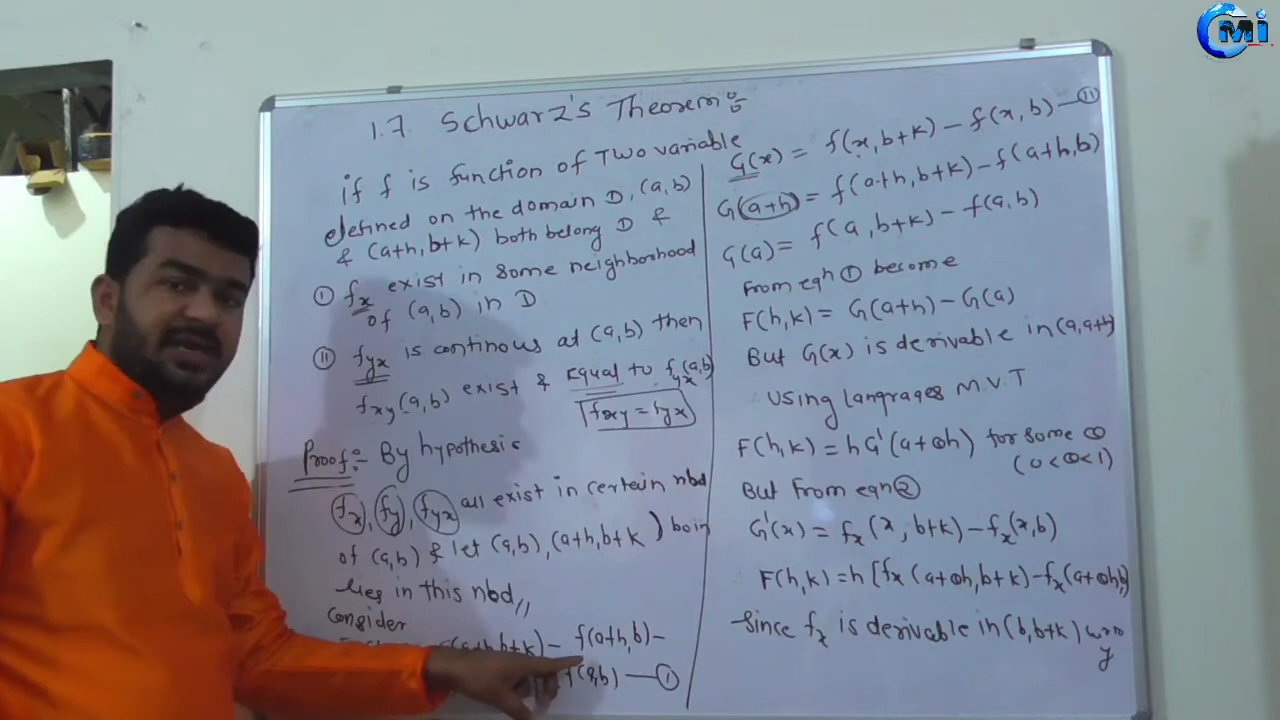 CMi
1.7 Schwarz's Theorem:-
if f is function of Two variable
defined on the domain D, (a,b)
& (a+h, b+k) both belong D &
(I) fx exist in some neighborhood
of (a,b) in D
(II) fyx is continous at (a,b) then
fxy(a,b) exist & equal to fyx(a,b)
fxy = fyx
Proof:- By hypothesis
fx, fy, fyx all exist in certain nbd
of (a,b) & let (a,b), (a+h, b+k)
lies in this nbd,,
consider
b+k) - f(a+h,b) -
f(a,b) — (I)
G(x) = f(x, b+k) - f(x, b) — (II)
G(a+h) = f(a+h, b+k) - f(a+h, b)
G(a) = f(a, b+k) - f(a, b)
From eqn (I) become
F(h,k) = G(a+h) - G(a)
But G(x) is derivable in (a, a+h)
∴ Using Langrages M.V.T
F(h,k) = hG'(a+θh) for some θ
(0<θ<1)
But From eqn (2)
G'(x) = fx(x, b+k) - fx(x,b)
F(h,k) = h[fx(a+θh, b+k) - fx(a+θh,b)
Since fx is derivable in (b, b+k) w.r.to
y